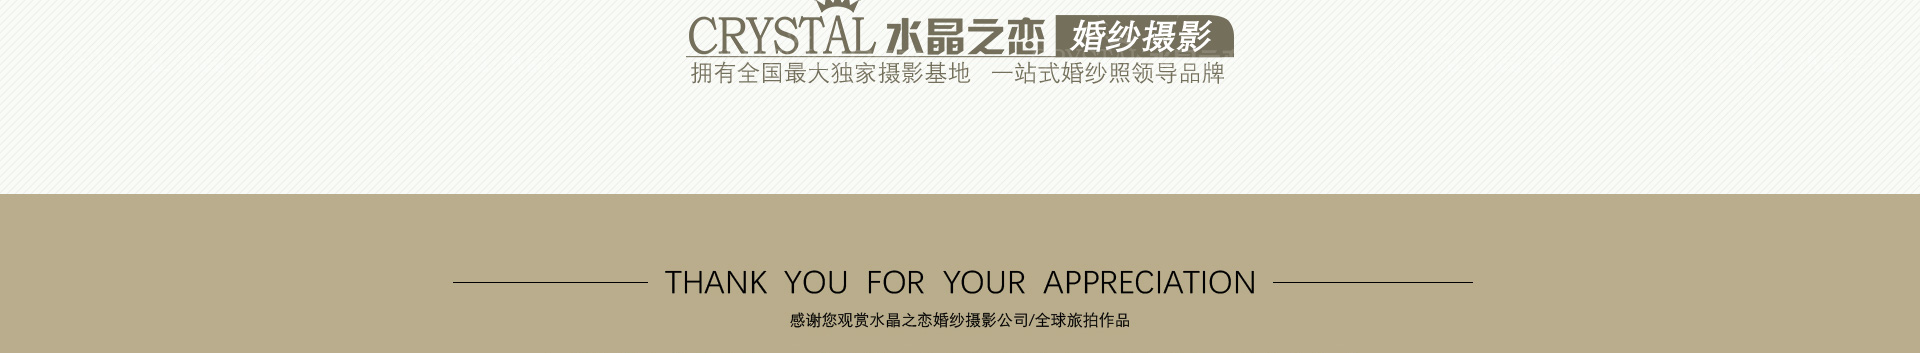 CRYSTAL 水晶之恋 婚纱摄影
拥有全国最大独家摄影基地 一站式婚纱照领导品牌
THANK YOU FOR YOUR APPRECIATION
感谢您观赏水晶之恋婚纱摄影公司/全球旅拍作品